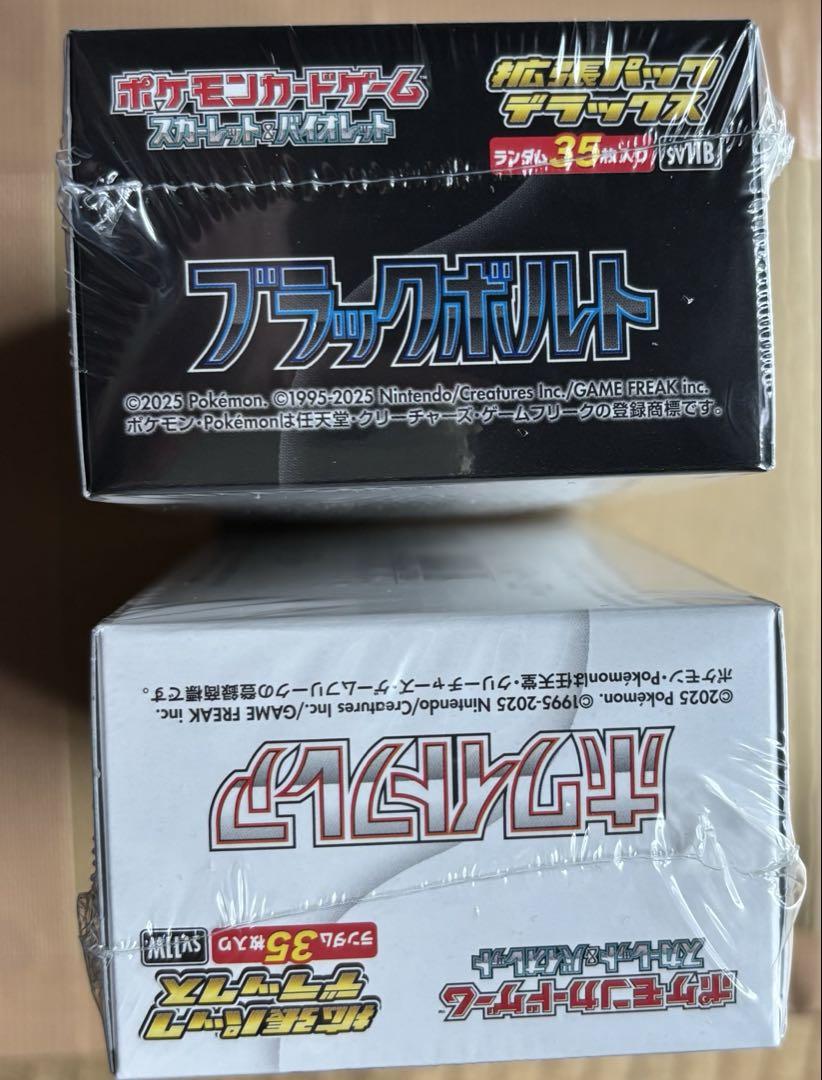 ポケモンカードゲーム
スカーレット&バイオレット
拡張パック
デラックス
ランダム35枚入り
SV11B
ブラックボルト
©2025 Pokémon. ©1995-2025 Nintendo/Creatures Inc./GAME FREAK inc.
ポケモン・Pokémonは任天堂・クリーチャーズ・ゲームフリークの登録商標です。
ポケモンカードゲーム
スカーレット&バイオレット
拡張パック
デラックス
ランダム35枚入り
SV11W
ホワイトフレア
©2025 Pokémon. ©1995-2025 Nintendo/Creatures Inc./GAME FREAK inc.
ポケモン・Pokémonは任天堂・クリーチャーズ・ゲームフリークの登録商標です。